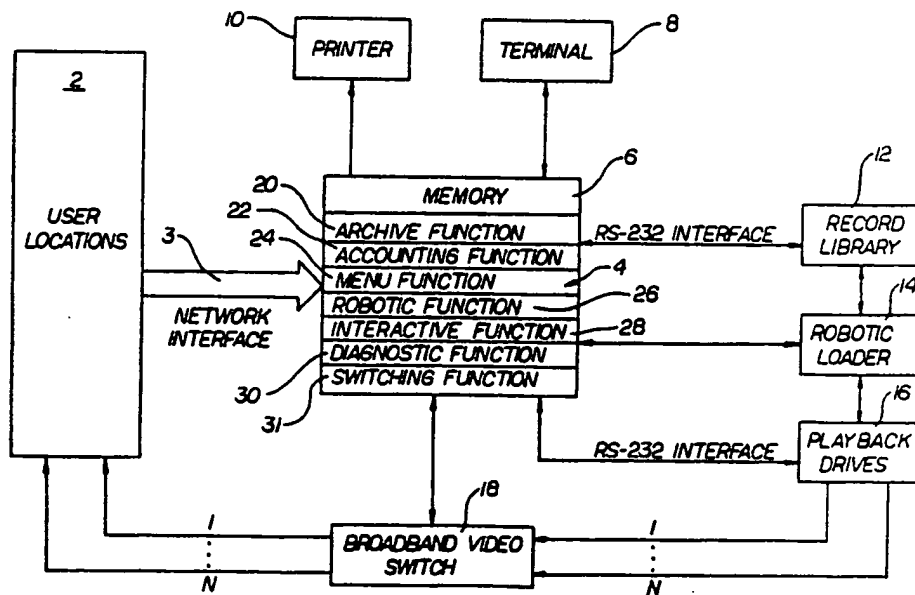 10
PRINTER
TERMINAL
8
2
USER
LOCATIONS
3
NETWORK
INTERFACE
6
MEMORY
20
ARCHIVE FUNCTION
22
ACCOUNTING FUNCTION
24
MENU FUNCTION
4
ROBOTIC FUNCTION
26
INTERACTIVE FUNCTION
28
DIAGNOSTIC FUNCTION
30
SWITCHING FUNCTION
31
RS-232 INTERFACE
12
RECORD
LIBRARY
14
ROBOTIC
LOADER
16
RS-232 INTERFACE
PLAYBACK
DRIVES
18
BROADBAND VIDEO
SWITCH
1
N
1
N